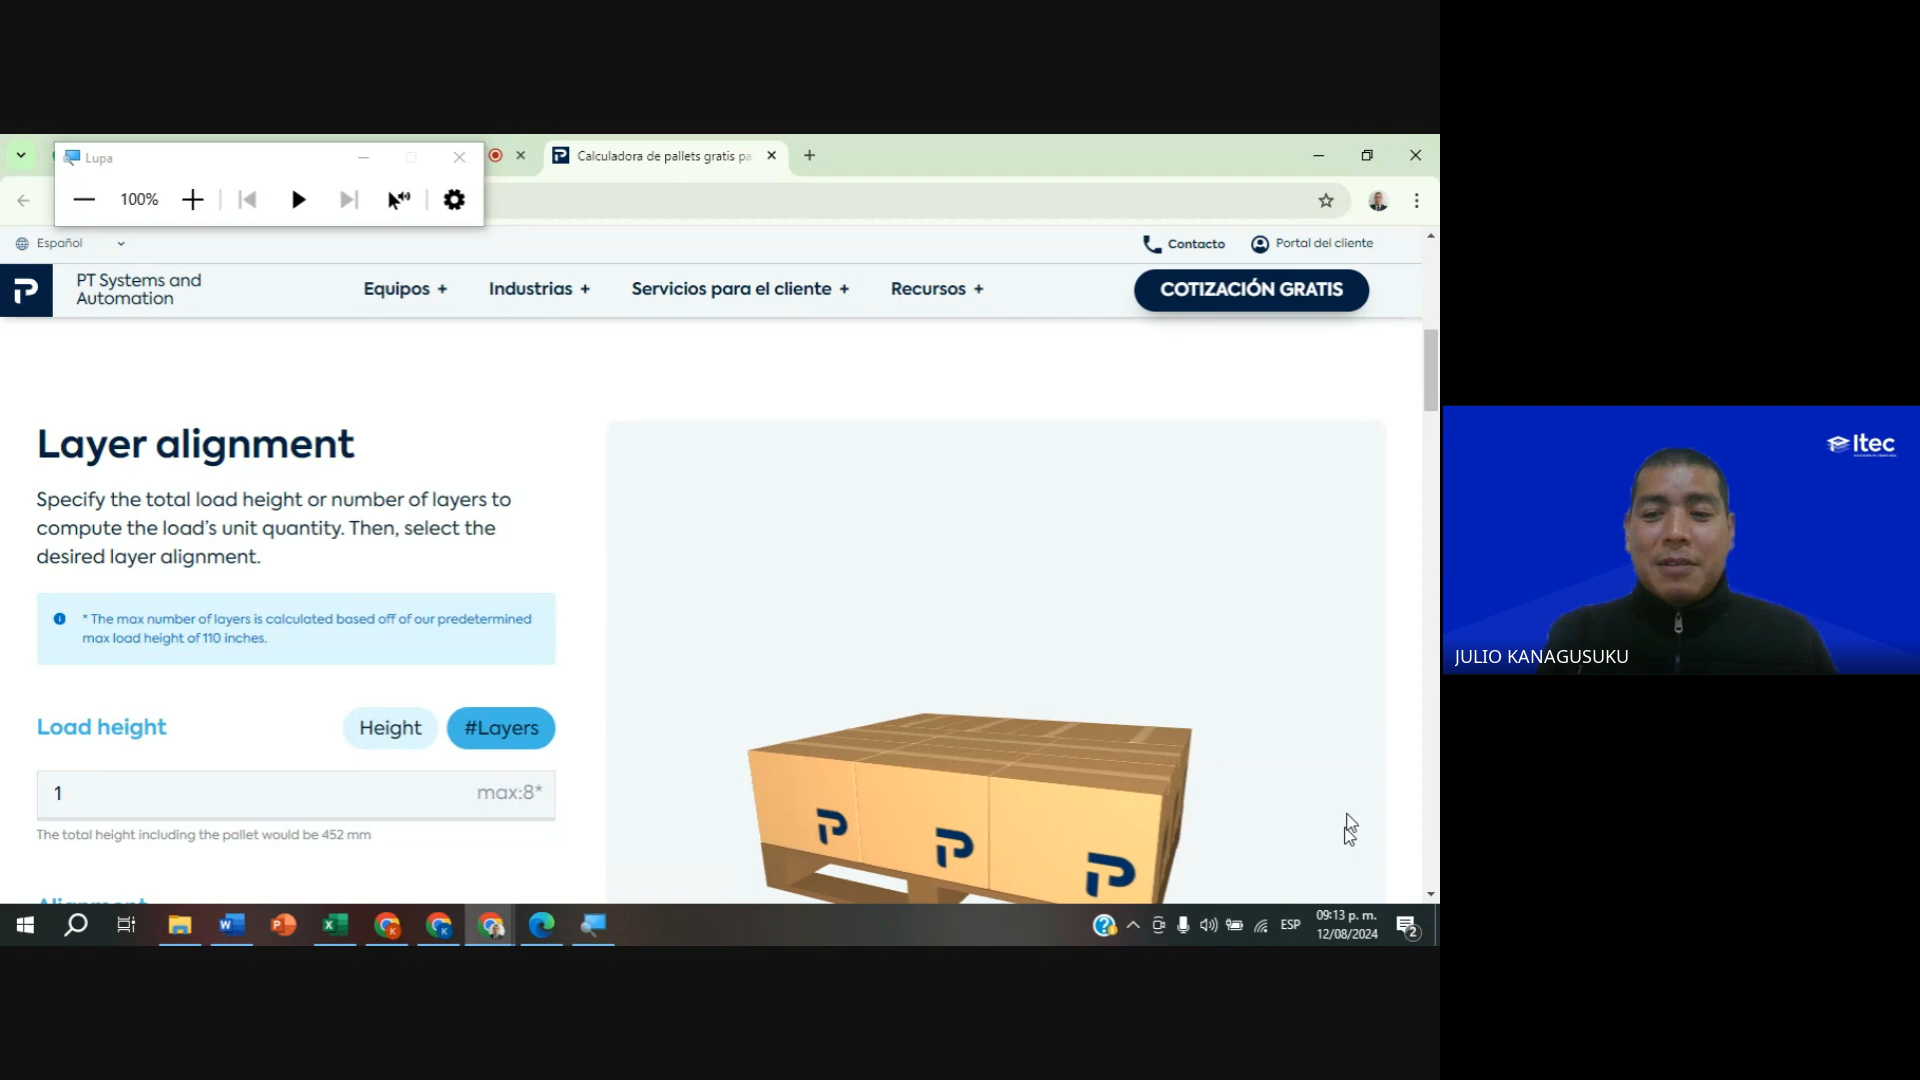 Lupa
100%
Calculadora de pallets gratis pa
Español
Contacto
Portal del cliente
PT Systems and
Automation
Equipos +
Industrias +
Servicios para el cliente +
Recursos +
COTIZACIÓN GRATIS
Layer alignment
Specify the total load height or number of layers to
compute the load's unit quantity. Then, select the
desired layer alignment.
* The max number of layers is calculated based off of our predetermined
max load height of 110 inches.
Load height
Height
#Layers
1
max:8*
The total height including the pallet would be 452 mm
Alignment
ESP
09:13 p. m.
12/08/2024
2
Itec
JULIO KANAGUSUKU